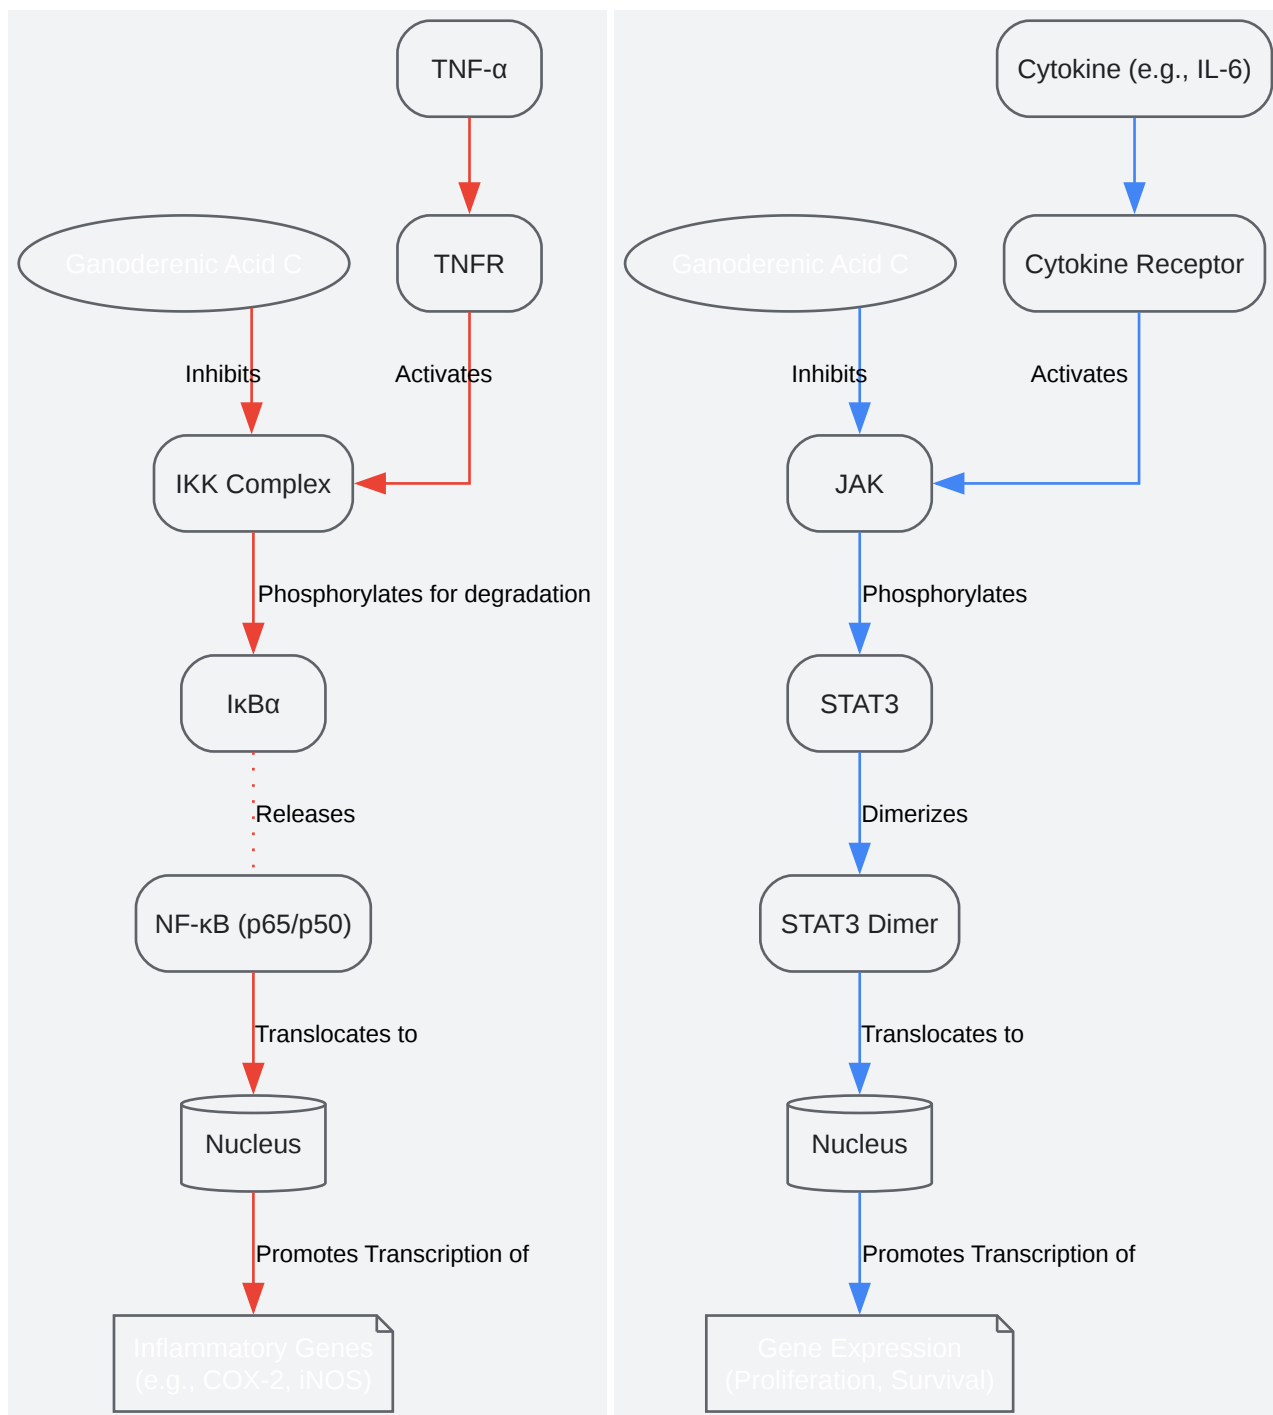 TNF-α
Ganoderenic Acid C
TNFR
Inhibits
Activates
IKK Complex
Phosphorylates for degradation
IκBα
Releases
NF-κB (p65/p50)
Translocates to
Nucleus
Promotes Transcription of
Inflammatory Genes
(e.g., COX-2, iNOS)
Cytokine (e.g., IL-6)
Ganoderenic Acid C
Cytokine Receptor
Inhibits
Activates
JAK
Phosphorylates
STAT3
Dimerizes
STAT3 Dimer
Translocates to
Nucleus
Promotes Transcription of
Gene Expression
(Proliferation, Survival)